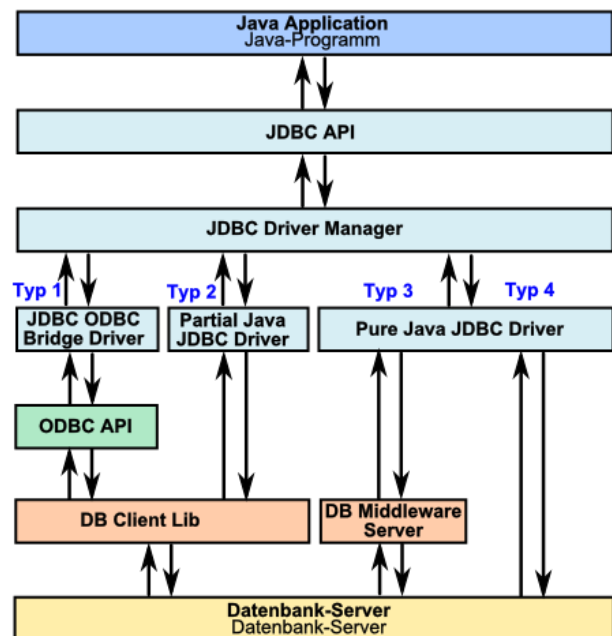 Java Application
Java-Programm
JDBC API
JDBC Driver Manager
Typ 1
Typ 2
Typ 3
Typ 4
JDBC ODBC
Bridge Driver
Partial Java
JDBC Driver
Pure Java JDBC Driver
ODBC API
DB Client Lib
DB Middleware
Server
Datenbank-Server
Datenbank-Server